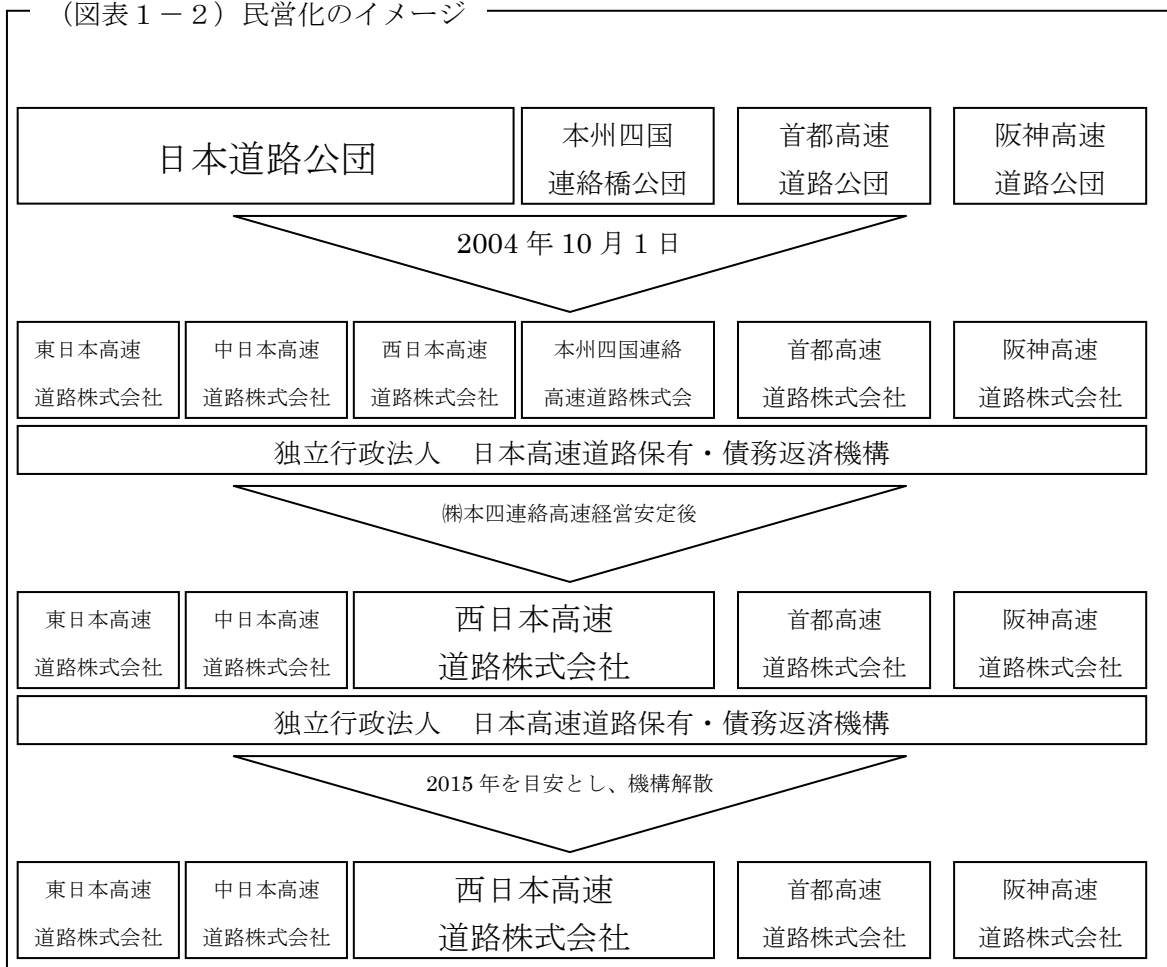 （図表１－２）民営化のイメージ
日本道路公団
本州四国
連絡橋公団
首都高速
道路公団
阪神高速
道路公団
2004 年 10 月 1 日
東日本高速
道路株式会社
中日本高速
道路株式会社
西日本高速
道路株式会社
本州四国連絡
高速道路株式会
首都高速
道路株式会社
阪神高速
道路株式会社
独立行政法人　日本高速道路保有・債務返済機構
㈱本四連絡高速経営安定後
東日本高速
道路株式会社
中日本高速
道路株式会社
西日本高速
道路株式会社
首都高速
道路株式会社
阪神高速
道路株式会社
独立行政法人　日本高速道路保有・債務返済機構
2015 年を目安とし、機構解散
東日本高速
道路株式会社
中日本高速
道路株式会社
西日本高速
道路株式会社
首都高速
道路株式会社
阪神高速
道路株式会社